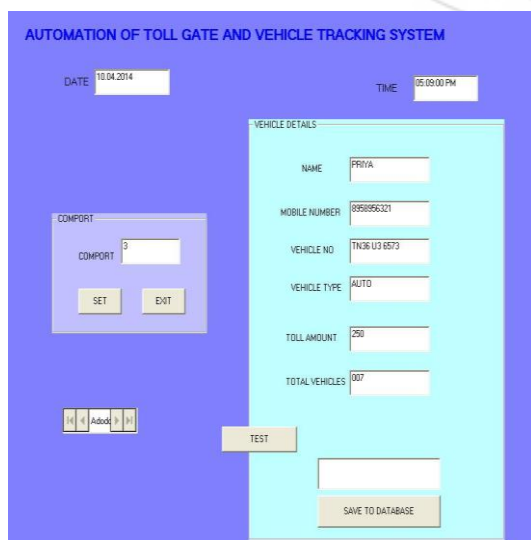 AUTOMATION OF TOLL GATE AND VEHICLE TRACKING SYSTEM
DATE 10.04.2014
TIME 05:09:00 PM
VEHICLE DETAILS
NAME PRIYA
MOBILE NUMBER 8958956321
VEHICLE NO TN36 U3 6573
VEHICLE TYPE AUTO
TOLL AMOUNT 250
TOTAL VEHICLES 007
COMPORT
COMPORT 3
SET EXIT
Adodc
TEST
SAVE TO DATABASE